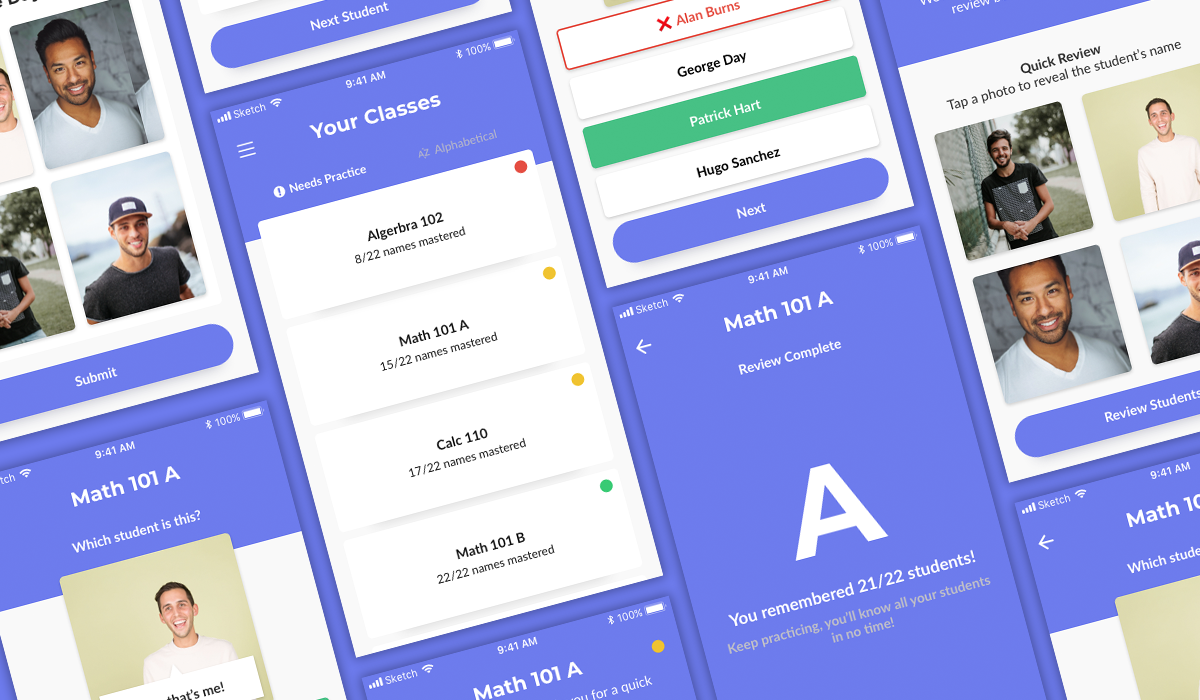 Submit
Sketch
9:41 AM
100%
Math 101 A
Which student is this?
that's me!
Next Student
Sketch
9:41 AM
100%
Your Classes
Needs Practice
Alphabetical
Algerbra 102
8/22 names mastered
Math 101 A
15/22 names mastered
Calc 110
17/22 names mastered
Math 101 B
22/22 names mastered
Sketch
9:41 AM
100%
Math 101 A
you for a quick
Alan Burns
George Day
Patrick Hart
Hugo Sanchez
Next
Sketch
9:41 AM
100%
Math 101 A
Review Complete
A
You remembered 21/22 students!
Keep practicing, you'll know all your students
in no time!
review
Quick Review
Tap a photo to reveal the student's name
Review Students
Sketch
9:41 AM
Math 10
Which